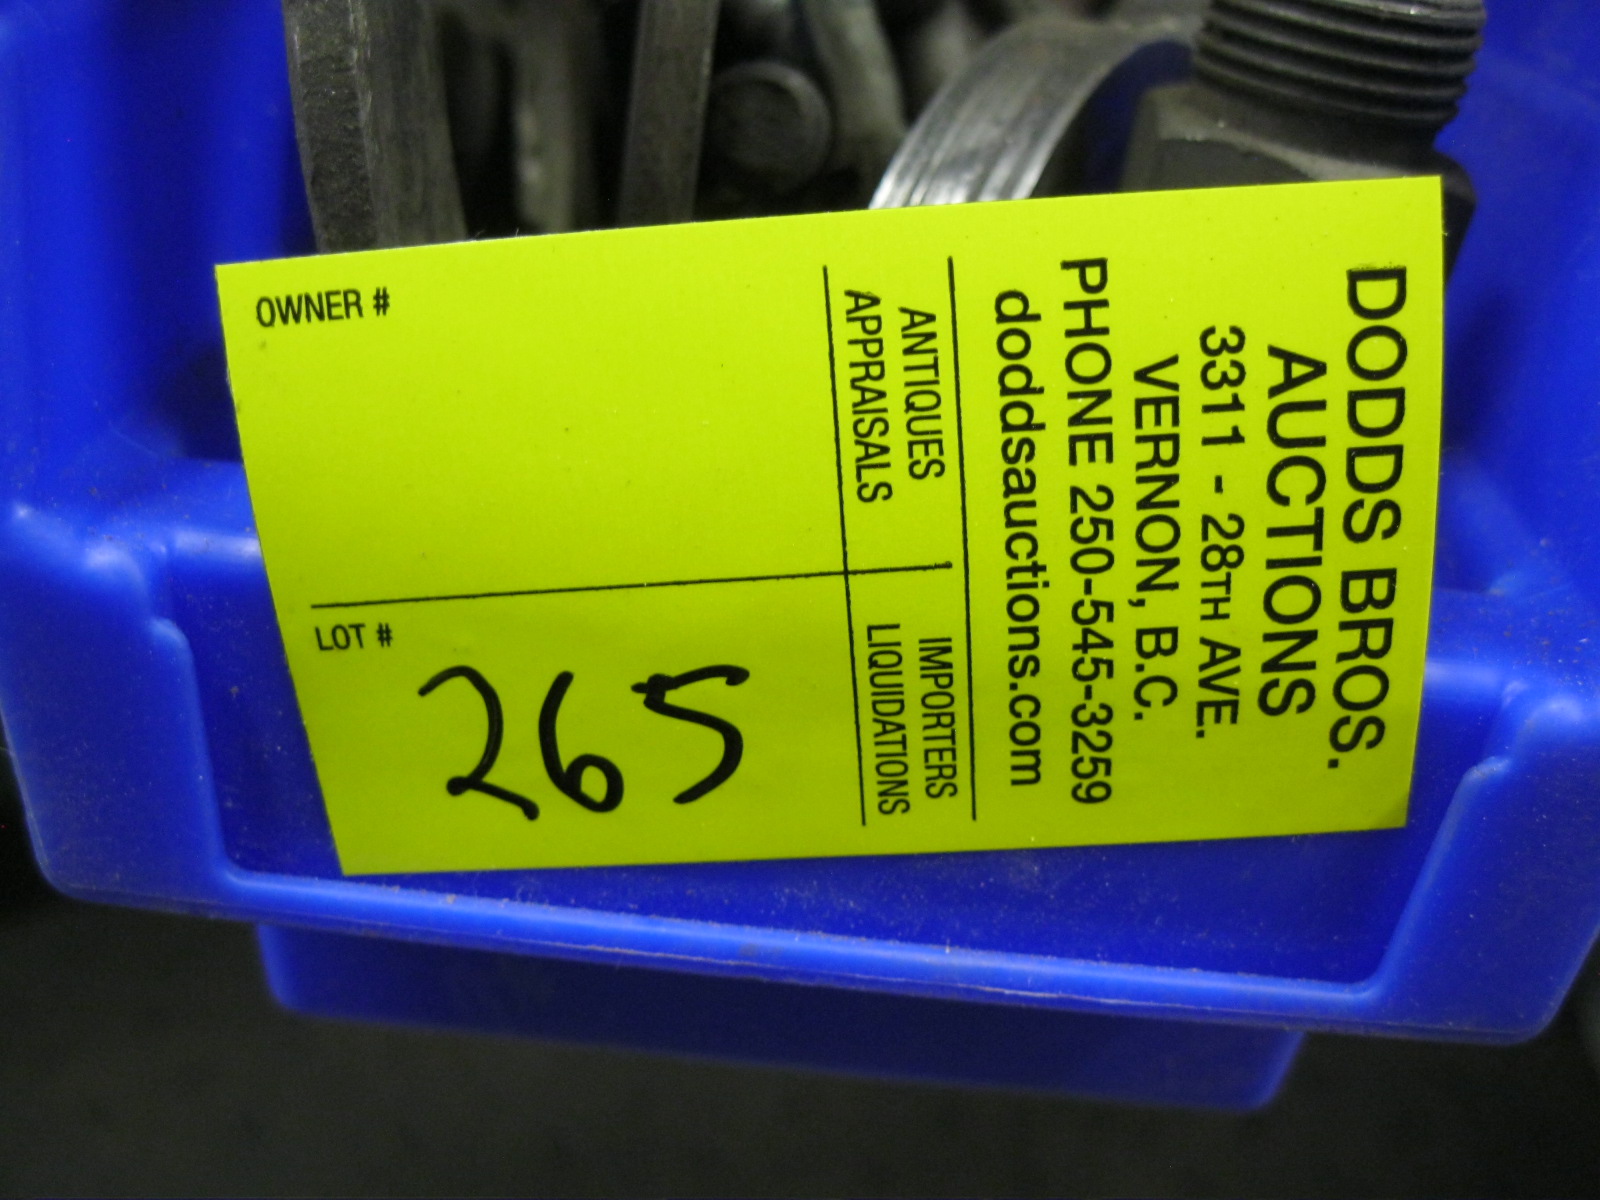 DODDS BROS.
AUCTIONS
3311 - 28TH AVE.
VERNON, B.C.
PHONE 250-545-3259
doddsauctions.com
ANTIQUES
APPRAISALS
IMPORTERS
LIQUIDATIONS
OWNER #
LOT #
265